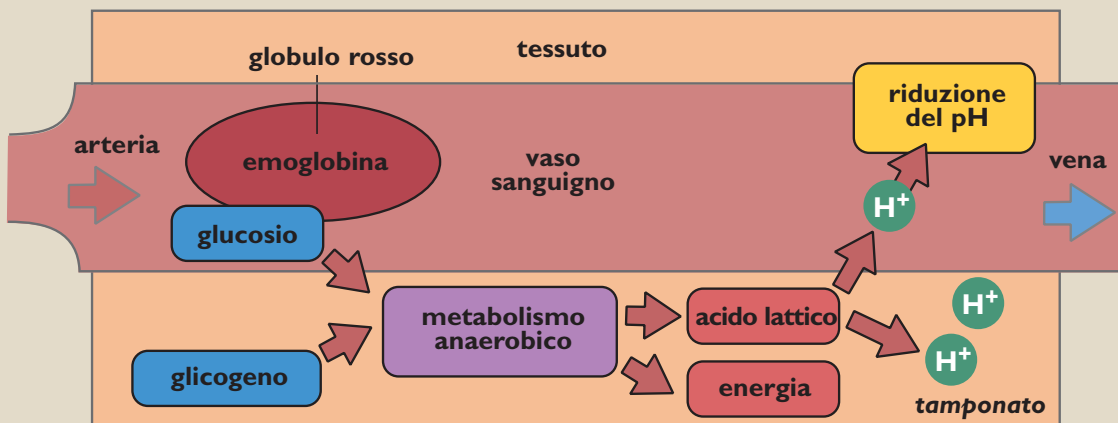 tessuto
globulo rosso
riduzione
del pH
arteria
emoglobina
vaso
sanguigno
vena
H+
glucosio
metabolismo
anaerobico
acido lattico
H+
H+
glicogeno
energia
tamponato